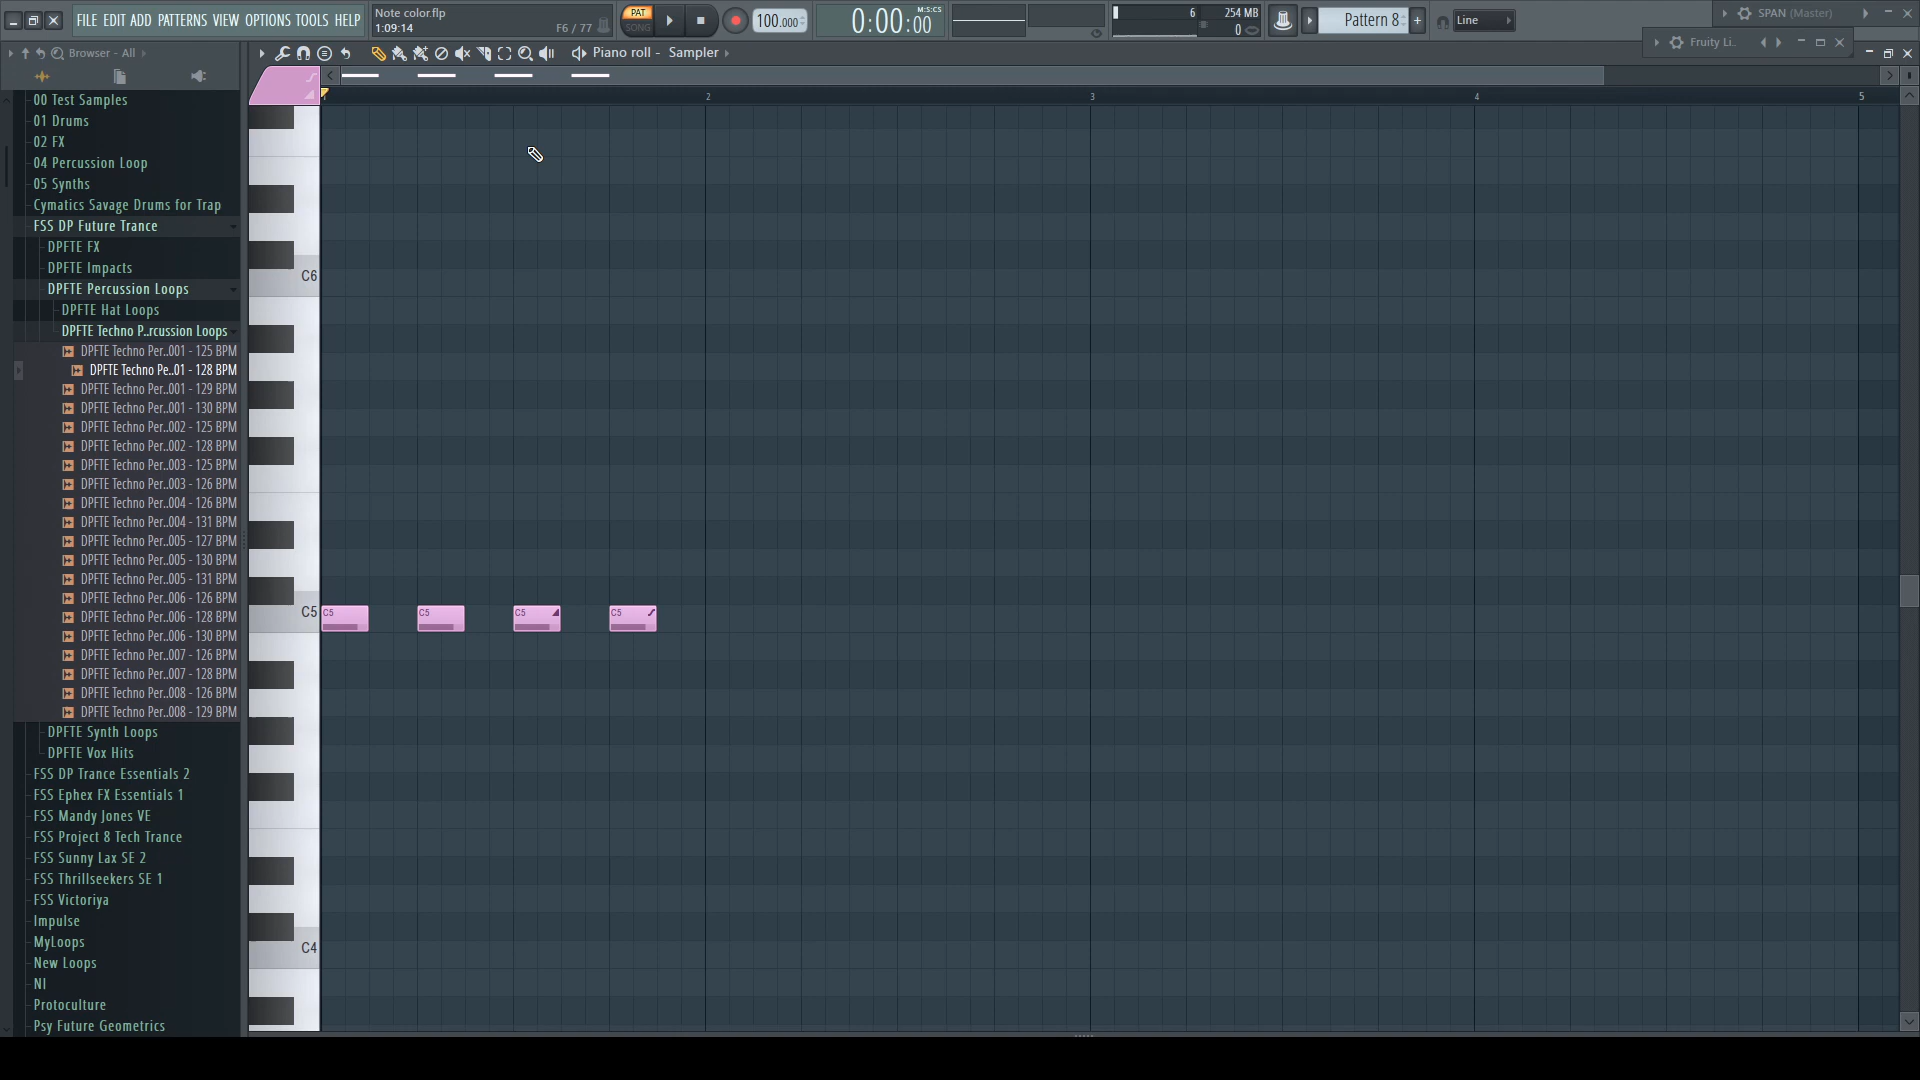 FILE EDIT ADD PATTERNS VIEW OPTIONS TOOLS HELP
Note color.flp
1:09:14
F6 / 77
PAT
SONG
100.000
M:S:CS
0:00:00
6
254 MB
0
Pattern 8
Line
SPAN (Master)
Fruity Li..
Browser - All
Piano roll - Sampler
2
3
4
5
00 Test Samples
01 Drums
02 FX
04 Percussion Loop
05 Synths
Cymatics Savage Drums for Trap
FSS DP Future Trance
DPFTE FX
DPFTE Impacts
DPFTE Percussion Loops
DPFTE Hat Loops
DPFTE Techno P..rcussion Loops
DPFTE Techno Per..001 - 125 BPM
DPFTE Techno Pe..01 - 128 BPM
DPFTE Techno Per..001 - 129 BPM
DPFTE Techno Per..001 - 130 BPM
DPFTE Techno Per..002 - 125 BPM
DPFTE Techno Per..002 - 128 BPM
DPFTE Techno Per..003 - 125 BPM
DPFTE Techno Per..003 - 126 BPM
DPFTE Techno Per..004 - 126 BPM
DPFTE Techno Per..004 - 131 BPM
DPFTE Techno Per..005 - 127 BPM
DPFTE Techno Per..005 - 130 BPM
DPFTE Techno Per..005 - 131 BPM
DPFTE Techno Per..006 - 126 BPM
DPFTE Techno Per..006 - 128 BPM
DPFTE Techno Per..006 - 130 BPM
DPFTE Techno Per..007 - 126 BPM
DPFTE Techno Per..007 - 128 BPM
DPFTE Techno Per..008 - 126 BPM
DPFTE Techno Per..008 - 129 BPM
DPFTE Synth Loops
DPFTE Vox Hits
FSS DP Trance Essentials 2
FSS Ephex FX Essentials 1
FSS Mandy Jones VE
FSS Project 8 Tech Trance
FSS Sunny Lax SE 2
FSS Thrillseekers SE 1
FSS Victoriya
Impulse
MyLoops
New Loops
NI
Protoculture
Psy Future Geometrics
C6
C5
C5
C5
C5
C5
C4